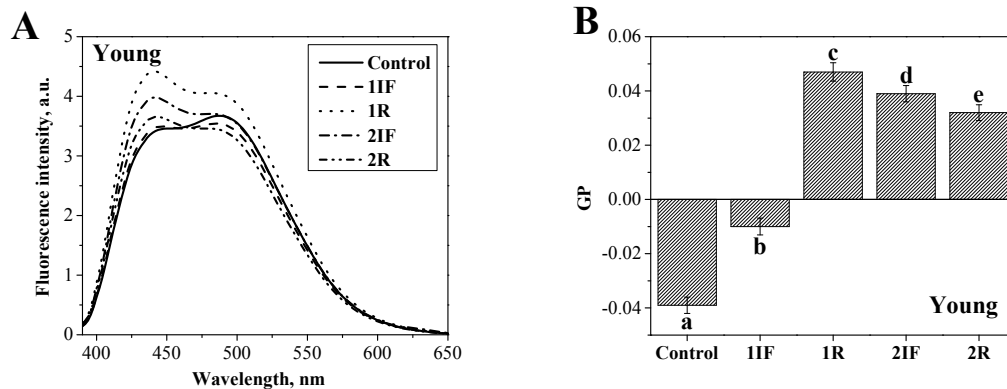 A
Young
Control
1IF
1R
2IF
2R
5
4
3
2
1
0
Fluorescence intensity, a.u.
400 450 500 550 600 650
Wavelength, nm
B
0.06
0.04
0.02
0.00
-0.02
-0.04
GP
a
b
c
d
e
Young
Control 1IF 1R 2IF 2R